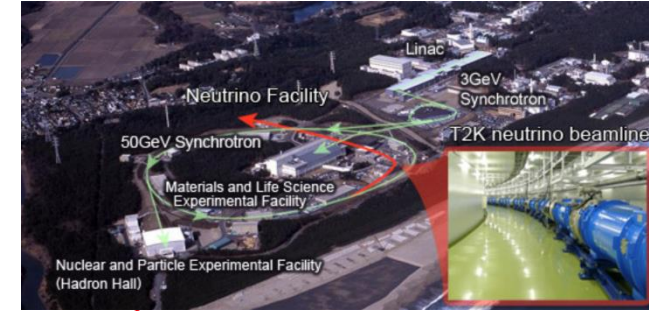 Linac
3GeV
Synchrotron
Neutrino Facility
T2K neutrino beamline
50GeV Synchrotron
Materials and Life Science
Experimental Facility
Nuclear and Particle Experimental Facility
(Hadron Hall)